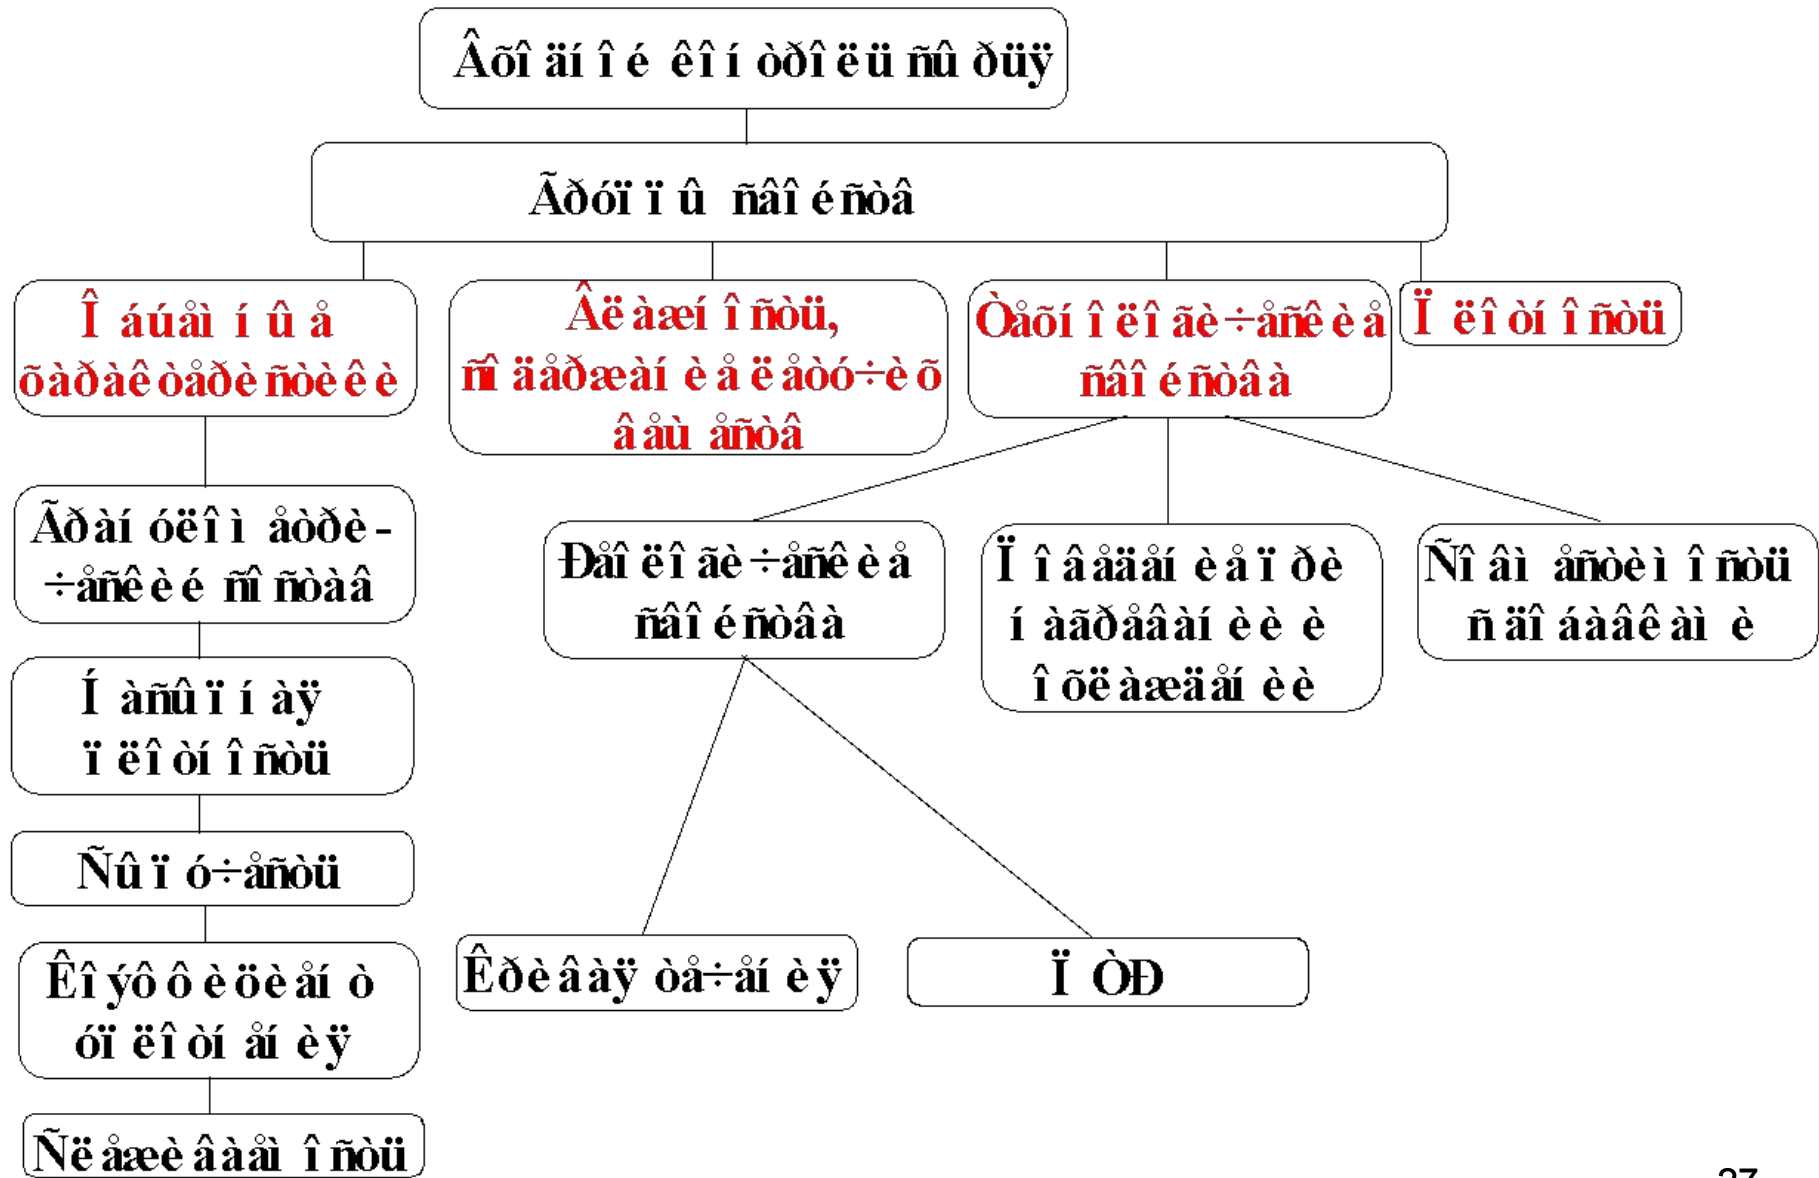 Âõî äí î é êî í òðî ëü ñû ðüÿ
Ãðóï ï û ñâî éñòâ
Î áúåì í û å
õàðàêòåðèñòèêè
Âëàæí î ñòü,
ñî äåðæàí èå ëåòó÷èõ
âåù åñòâ
Òåõí î ëî ãè÷åñêèå
ñâî éñòâà
Ï ëî òí î ñòü
Ãðàí óëî ì åòðè-
÷åñêèé ñî ñòàâ
Í àñû ï í àÿ
ï ëî òí î ñòü
Ñû ï ó÷åñòü
Êî ýô ô èöèåí ò
óï ëî òí åí èÿ
Ñëåæèâàåì î ñòü
Ðåî ëî ãè÷åñêèå
ñâî éñòâà
Ï î âåäåí èå ï ðè
í àãðåâàí èè è
î õëàæäåí èè
Ñî âì åñòèì î ñòü
ñ äî áàâêàì è
Êðèâàÿ òå÷åí èÿ
Ï ÒÐ